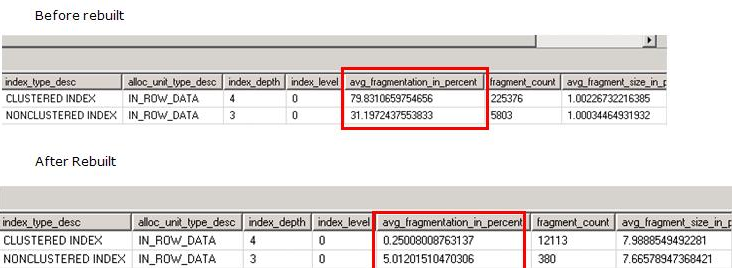 Before rebuilt
index_type_desc alloc_unit_type_desc index_depth index_level avg_fragmentation_in_percent fragment_count avg_fragment_size_in_p
CLUSTERED INDEX IN_ROW_DATA 4 0 79.8310659754656 225376 1.00226732216385
NONCLUSTERED INDEX IN_ROW_DATA 3 0 31.1972437553833 5803 1.00034464931932
After Rebuilt
index_type_desc alloc_unit_type_desc index_depth index_level avg_fragmentation_in_percent fragment_count avg_fragment_size_in_p
CLUSTERED INDEX IN_ROW_DATA 4 0 0.25008008763137 12113 7.9888549492281
NONCLUSTERED INDEX IN_ROW_DATA 3 0 5.01201510470306 380 7.66578947368421